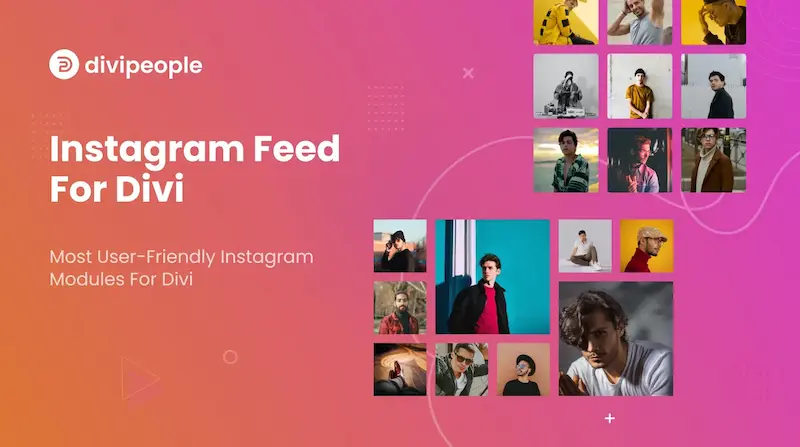 divipeople
Instagram Feed
For Divi
Most User-Friendly Instagram
Modules For Divi